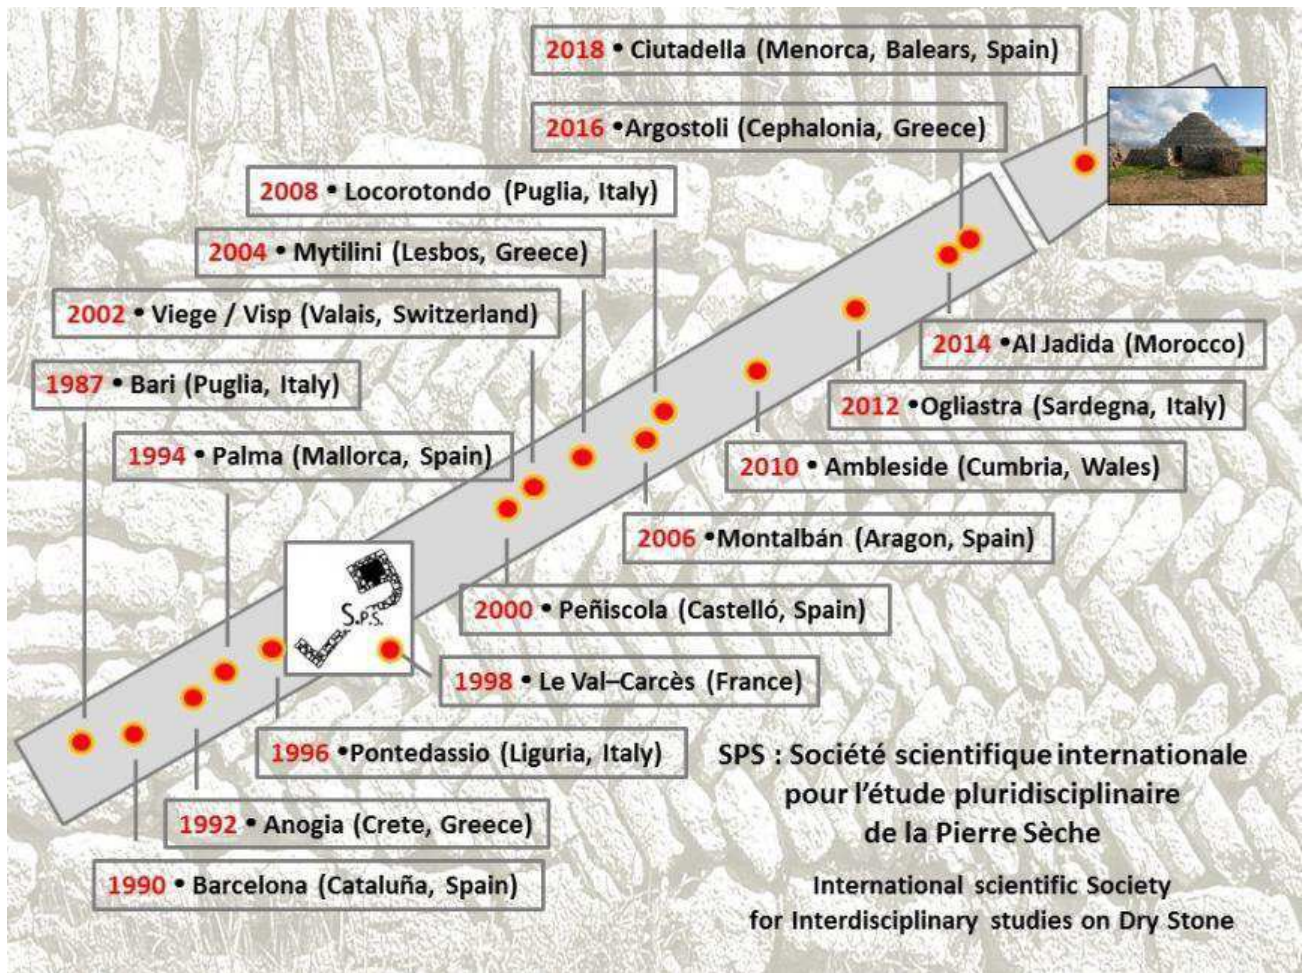 2018 • Ciutadella (Menorca, Balears, Spain)
2016 •Argostoli (Cephalonia, Greece)
2008 • Locorotondo (Puglia, Italy)
2004 • Mytilini (Lesbos, Greece)
2002 • Viege / Visp (Valais, Switzerland)
2014 •Al Jadida (Morocco)
1987 • Bari (Puglia, Italy)
2012 •Ogliastra (Sardegna, Italy)
1994 • Palma (Mallorca, Spain)
2010 • Ambleside (Cumbria, Wales)
2006 •Montalbán (Aragon, Spain)
2000 • Peñiscola (Castelló, Spain)
S.P.S.
1998 • Le Val–Carcès (France)
1996 •Pontedassio (Liguria, Italy)
1992 • Anogia (Crete, Greece)
1990 • Barcelona (Cataluña, Spain)
SPS : Société scientifique internationale
pour l'étude pluridisciplinaire
de la Pierre Sèche
International scientific Society
for Interdisciplinary studies on Dry Stone